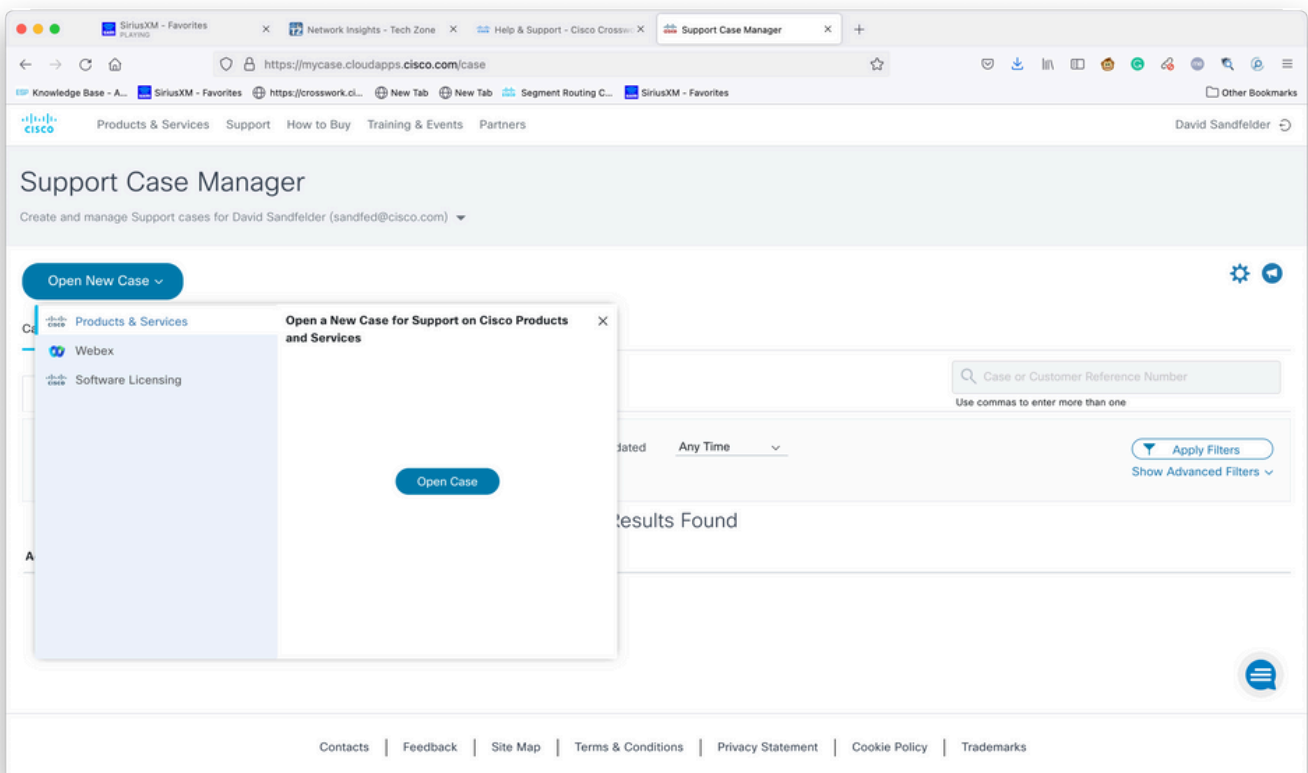 SiriusXM - Favorites
PLAYING
Network Insights - Tech Zone
Help & Support - Cisco Crosswo
Support Case Manager
https://mycase.cloudapps.cisco.com/case
Knowledge Base - A...
SiriusXM - Favorites
https://crosswork.ci...
New Tab
New Tab
Segment Routing C...
SiriusXM - Favorites
Other Bookmarks
CISCO
Products & Services
Support
How to Buy
Training & Events
Partners
David Sandfelder
Support Case Manager
Create and manage Support cases for David Sandfelder (sandfed@cisco.com)
Open New Case
Ca
Products & Services
Webex
Software Licensing
Open a New Case for Support on Cisco Products
and Services
Open Case
Case or Customer Reference Number
Use commas to enter more than one
dated
Any Time
Apply Filters
Show Advanced Filters
Results Found
A
Contacts
Feedback
Site Map
Terms & Conditions
Privacy Statement
Cookie Policy
Trademarks